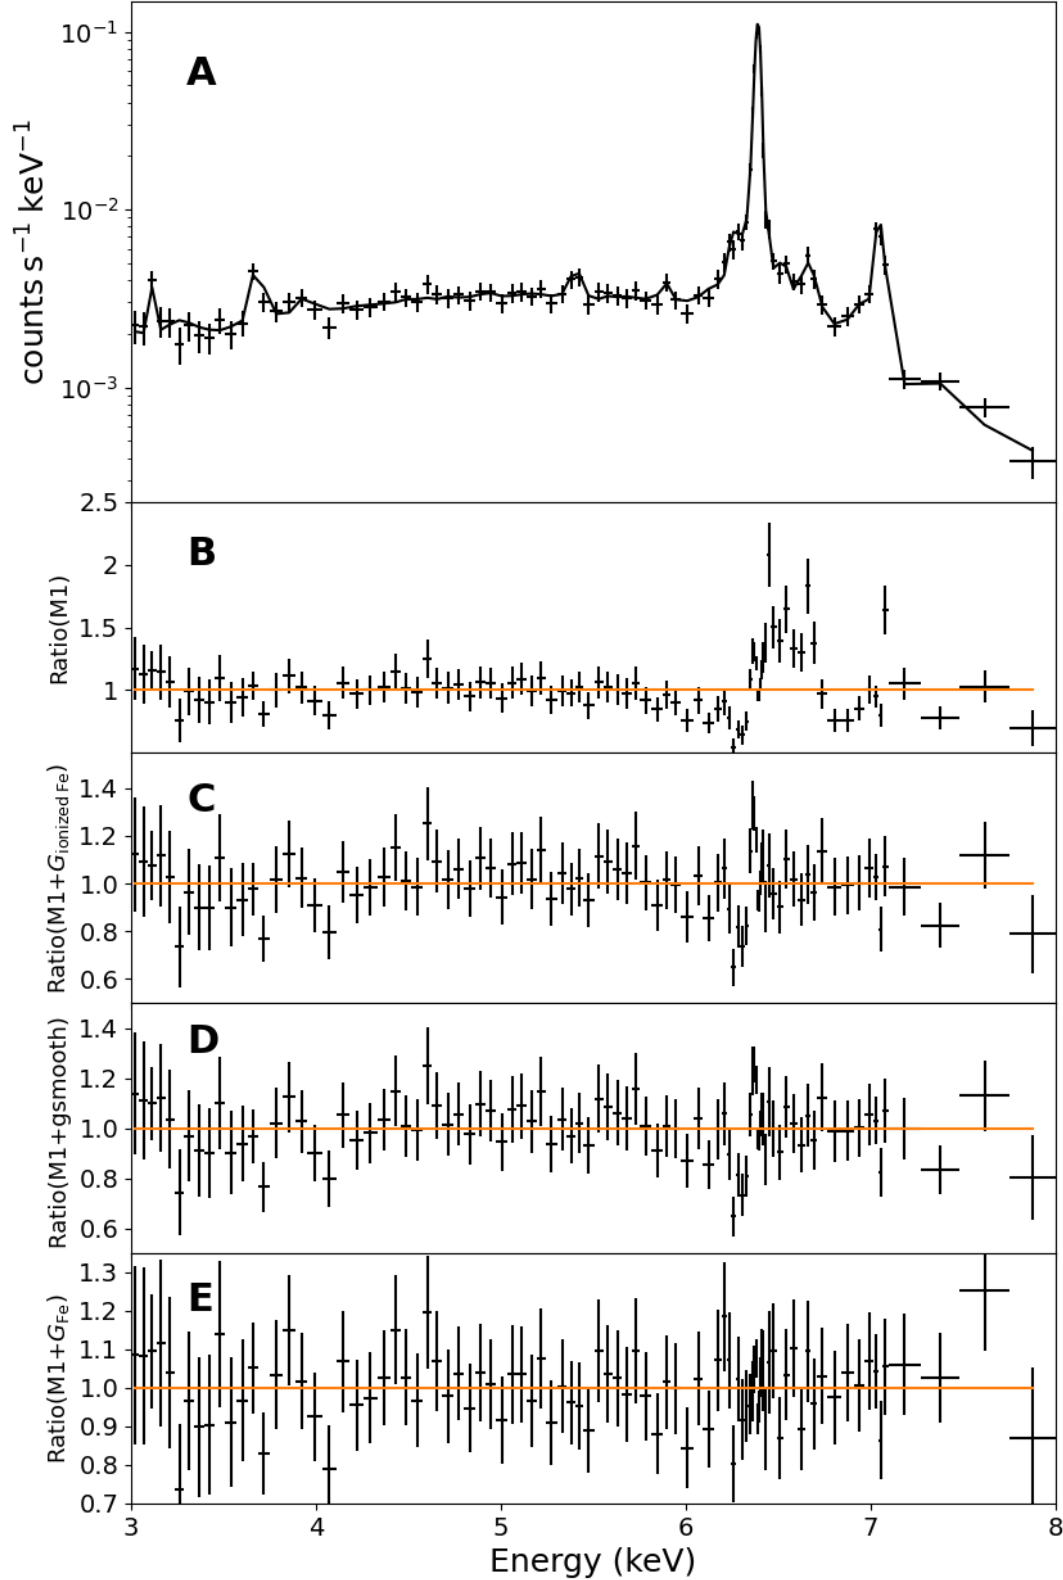 A
counts s⁻¹ keV⁻¹
10⁻¹
10⁻²
10⁻³
B
Ratio(M1)
2.5
2
1.5
1
C
Ratio(M1+G_ionized Fe)
1.4
1.2
1.0
0.8
0.6
D
Ratio(M1+gsmooth)
1.4
1.2
1.0
0.8
0.6
E
Ratio(M1+G_Fe)
1.3
1.2
1.1
1.0
0.9
0.8
0.7
3 4 5 6 7 8
Energy (keV)